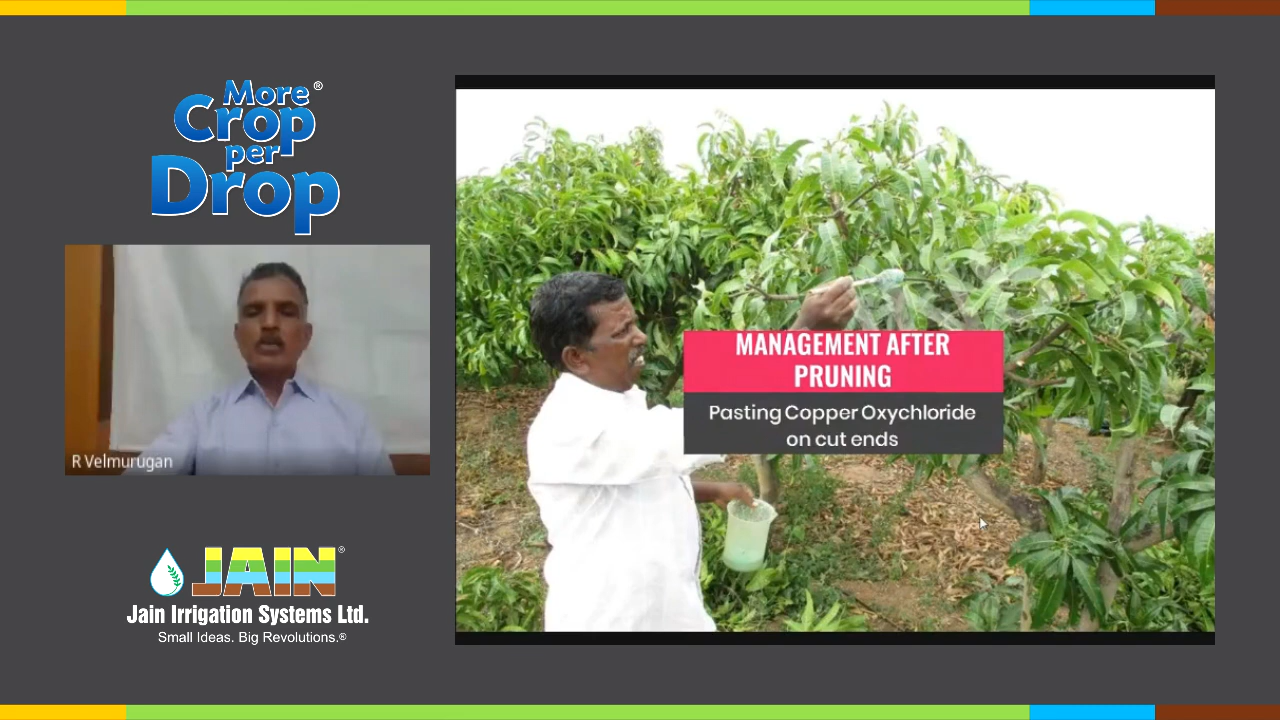 More®
Crop
per
Drop
R Velmurugan
JAIN®
Jain Irrigation Systems Ltd.
Small Ideas. Big Revolutions.®
MANAGEMENT AFTER
PRUNING
Pasting Copper Oxychloride
on cut ends